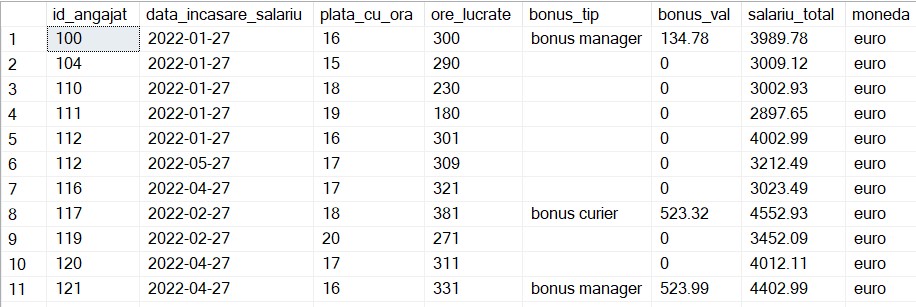 id_angajat data_incasare_salariu plata_cu_ora ore_lucrate bonus_tip bonus_val salariu_total moneda
1 100 2022-01-27 16 300 bonus manager 134.78 3989.78 euro
2 104 2022-01-27 15 290 0 3009.12 euro
3 110 2022-01-27 18 230 0 3002.93 euro
4 111 2022-01-27 19 180 0 2897.65 euro
5 112 2022-01-27 16 301 0 4002.99 euro
6 112 2022-05-27 17 309 0 3212.49 euro
7 116 2022-04-27 17 321 0 3023.49 euro
8 117 2022-02-27 18 381 bonus curier 523.32 4552.93 euro
9 119 2022-02-27 20 271 0 3452.09 euro
10 120 2022-04-27 17 311 0 4012.11 euro
11 121 2022-04-27 16 331 bonus manager 523.99 4402.99 euro